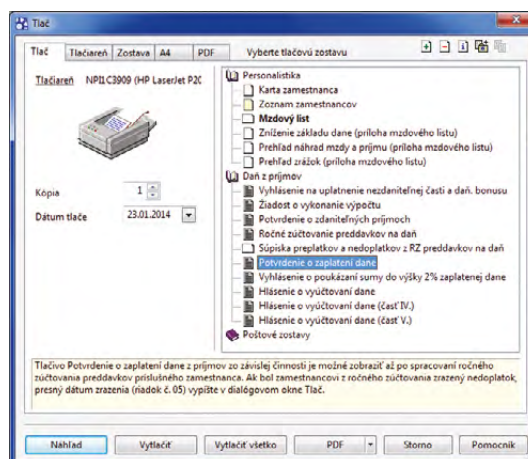 Tlač
Tlač Tlačiareň Zostava A4 PDF Vyberte tlačovú zostavu
Tlačiareň NPI1C3909 (HP LaserJet P2C
Kópia 1
Dátum tlače 23.01.2014
Personalistika
Karta zamestnanca
Zoznam zamestnancov
Mzdový list
Zníženie základu dane (príloha mzdového listu)
Prehľad náhrad mzdy a príjmu (príloha mzdového listu)
Prehľad zrážok (príloha mzdového listu)
Daň z príjmov
Vyhlásenie na uplatnenie nezdaniteľnej časti a daň. bonusu
Žiadosť o vykonanie výpočtu
Potvrdenie o zdaniteľných príjmoch
Ročné zúčtovanie preddavkov na daň
Súpiska preplatkov a nedoplatkov z RZ preddavkov na daň
Potvrdenie o zaplatení dane
Vyhlásenie o poukázaní sumy do výšky 2% zaplatenej dane
Hlásenie o vyúčtovaní dane
Hlásenie o vyúčtovaní dane (časť IV.)
Hlásenie o vyúčtovaní dane (časť V.)
Poštové zostavy
Tlačivo Potvrdenie o zaplatení dane z príjmov zo závislej činnosti je možné zobraziť až po spracovaní ročného
zúčtovania preddavkov príslušného zamestnanca. Ak bol zamestnancovi z ročného zúčtovania zrazený nedoplatok,
presný dátum zrazenia (riadok č. 05) vypíšte v dialógovom okne Tlač.
Náhľad Vytlačiť Vytlačiť všetko PDF Storno Pomocník